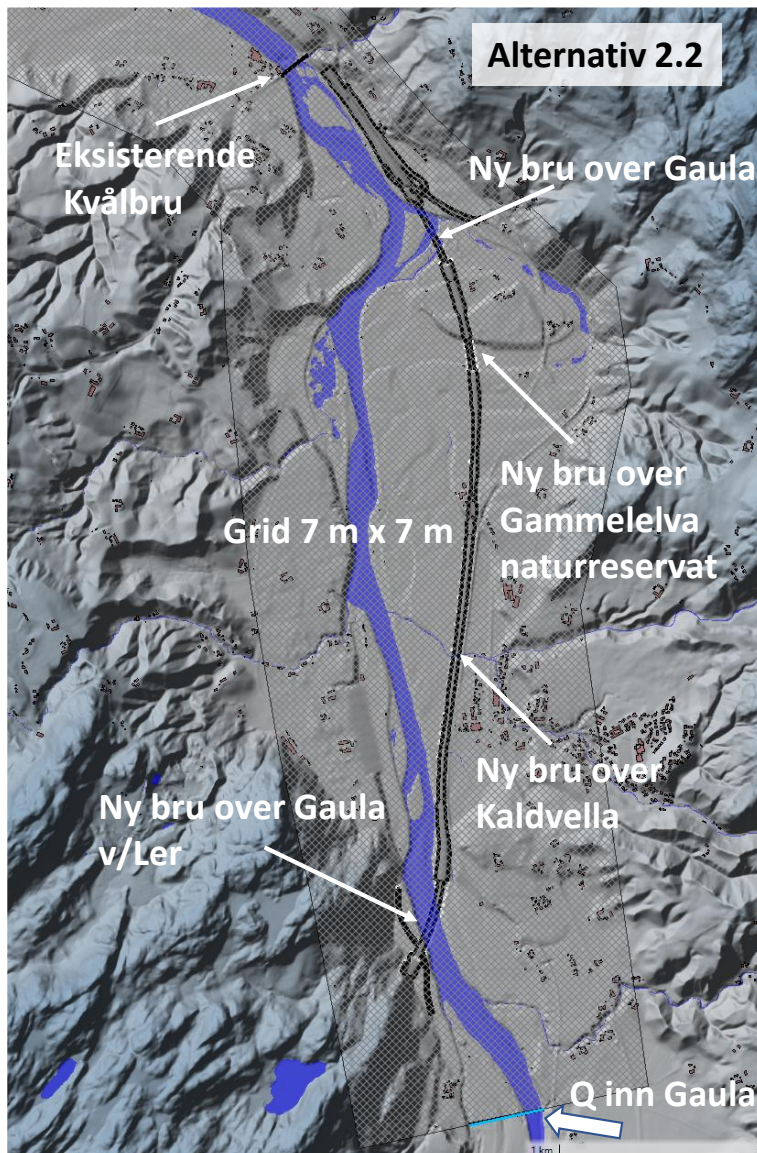 Alternativ 2.2
Eksisterende
Kvålbru
Ny bru over Gaula
Ny bru over
Gammelelva
naturreservat
Grid 7 m x 7 m
Ny bru over
Kaldvella
Ny bru over Gaula
v/Ler
Q inn Gaula
1 km